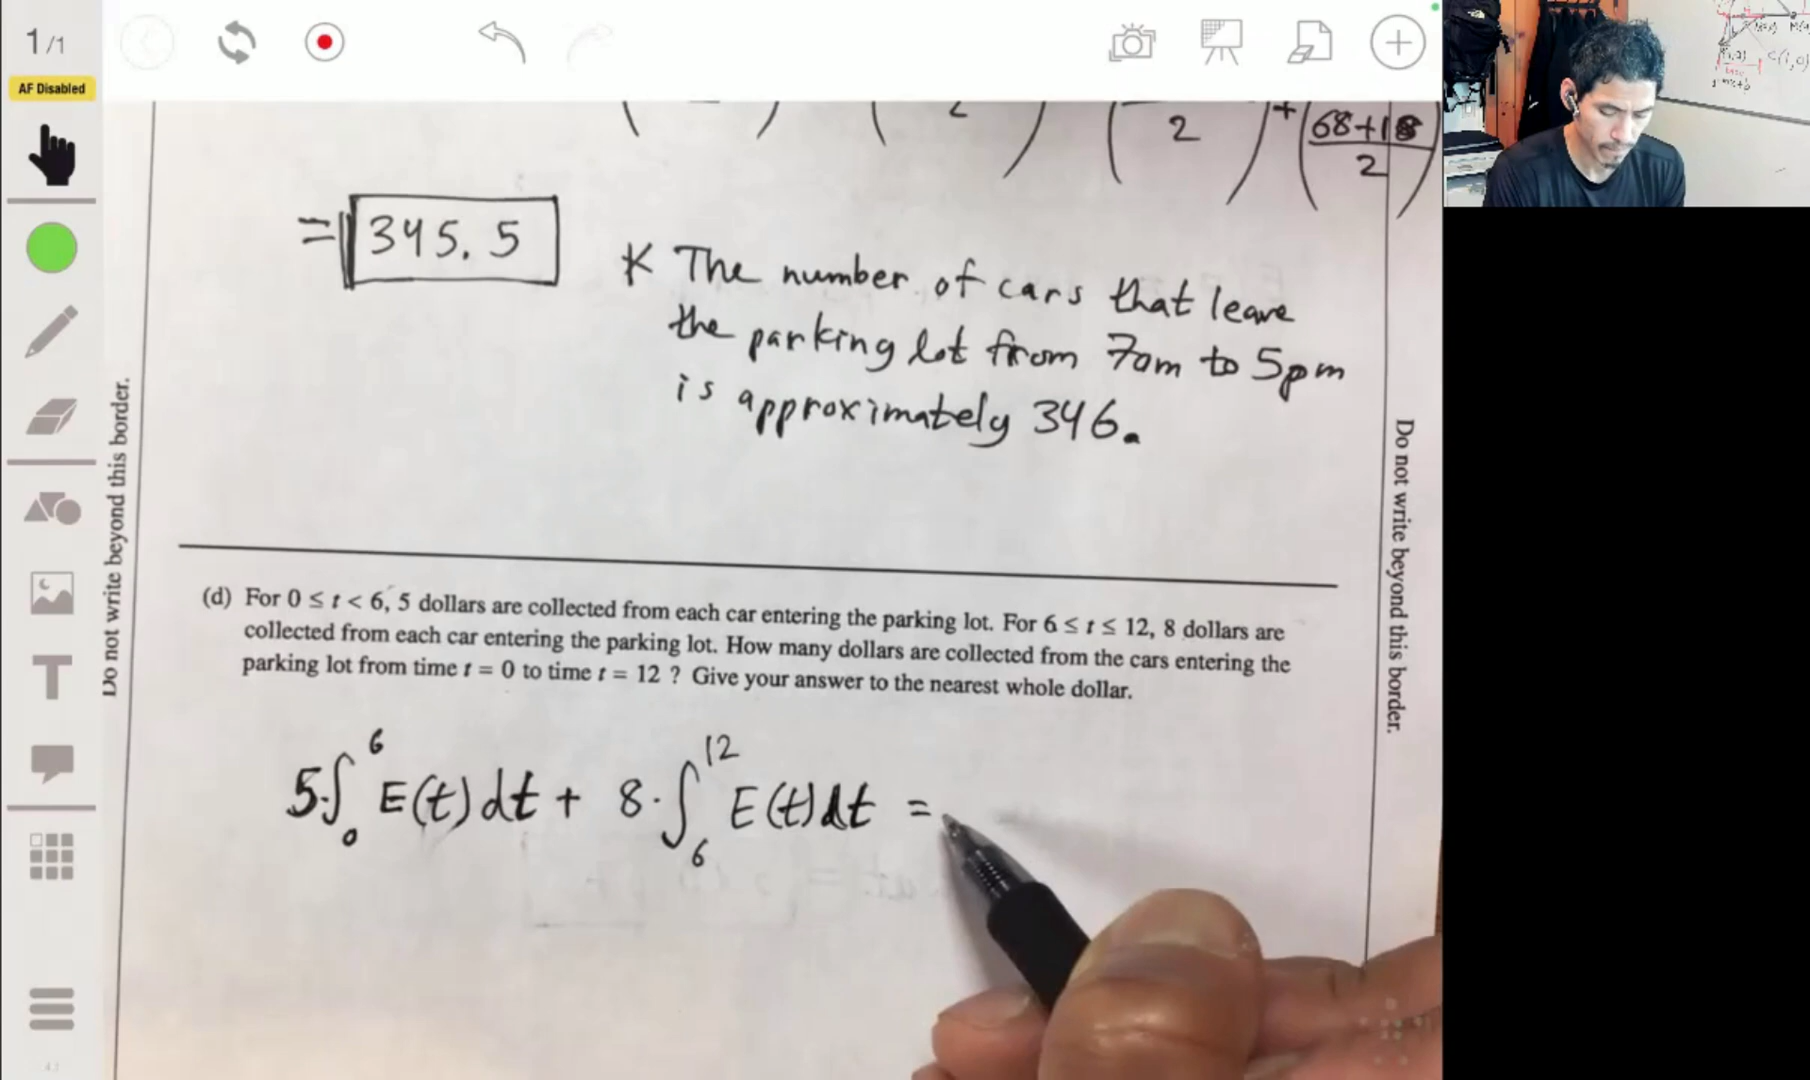 1/1
AF Disabled
2
2
+
68+18
2
= 345.5
* The number of cars that leave
the parking lot from 7am to 5pm
is approximately 346.
Do not write beyond this border.
Do not write beyond this border.
(d) For 0 ≤ t < 6, 5 dollars are collected from each car entering the parking lot. For 6 ≤ t ≤ 12, 8 dollars are
collected from each car entering the parking lot. How many dollars are collected from the cars entering the
parking lot from time t = 0 to time t = 12 ? Give your answer to the nearest whole dollar.
5·∫₀⁶ E(t)dt + 8·∫₆¹² E(t)dt =
T
C(1,0)